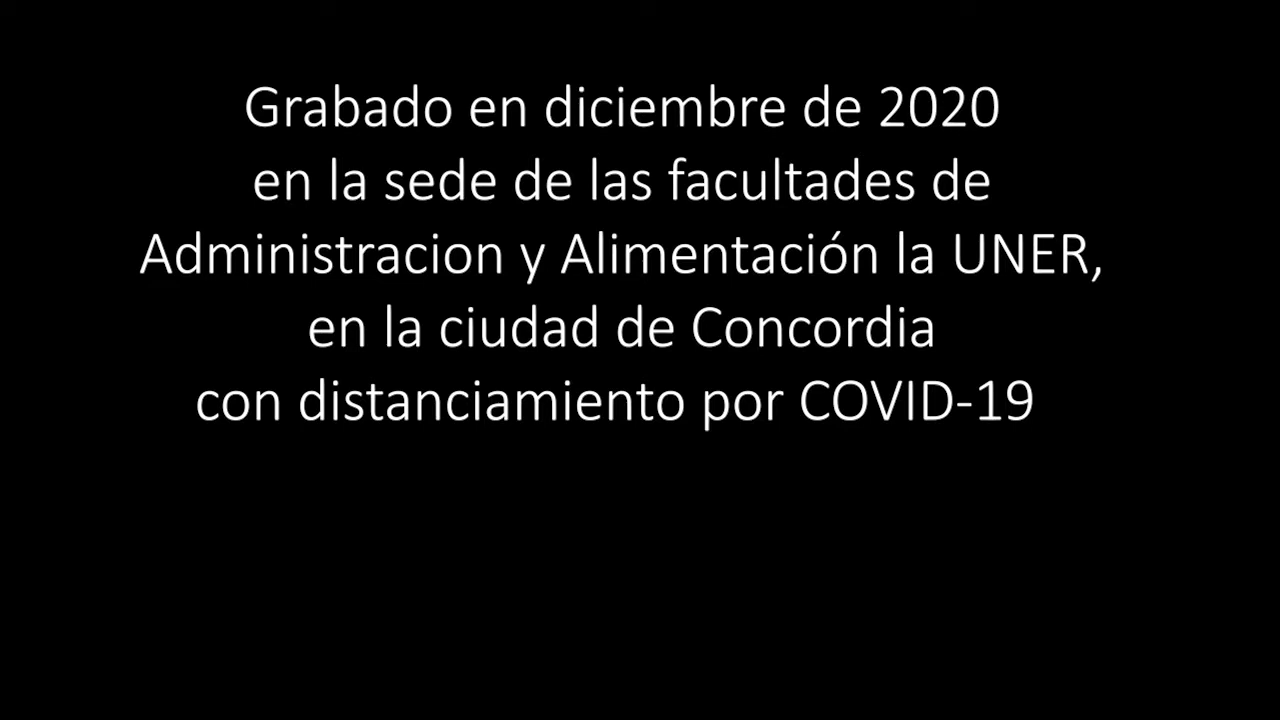 Grabado en diciembre de 2020
en la sede de las facultades de
Administracion y Alimentación la UNER,
en la ciudad de Concordia
con distanciamiento por COVID-19